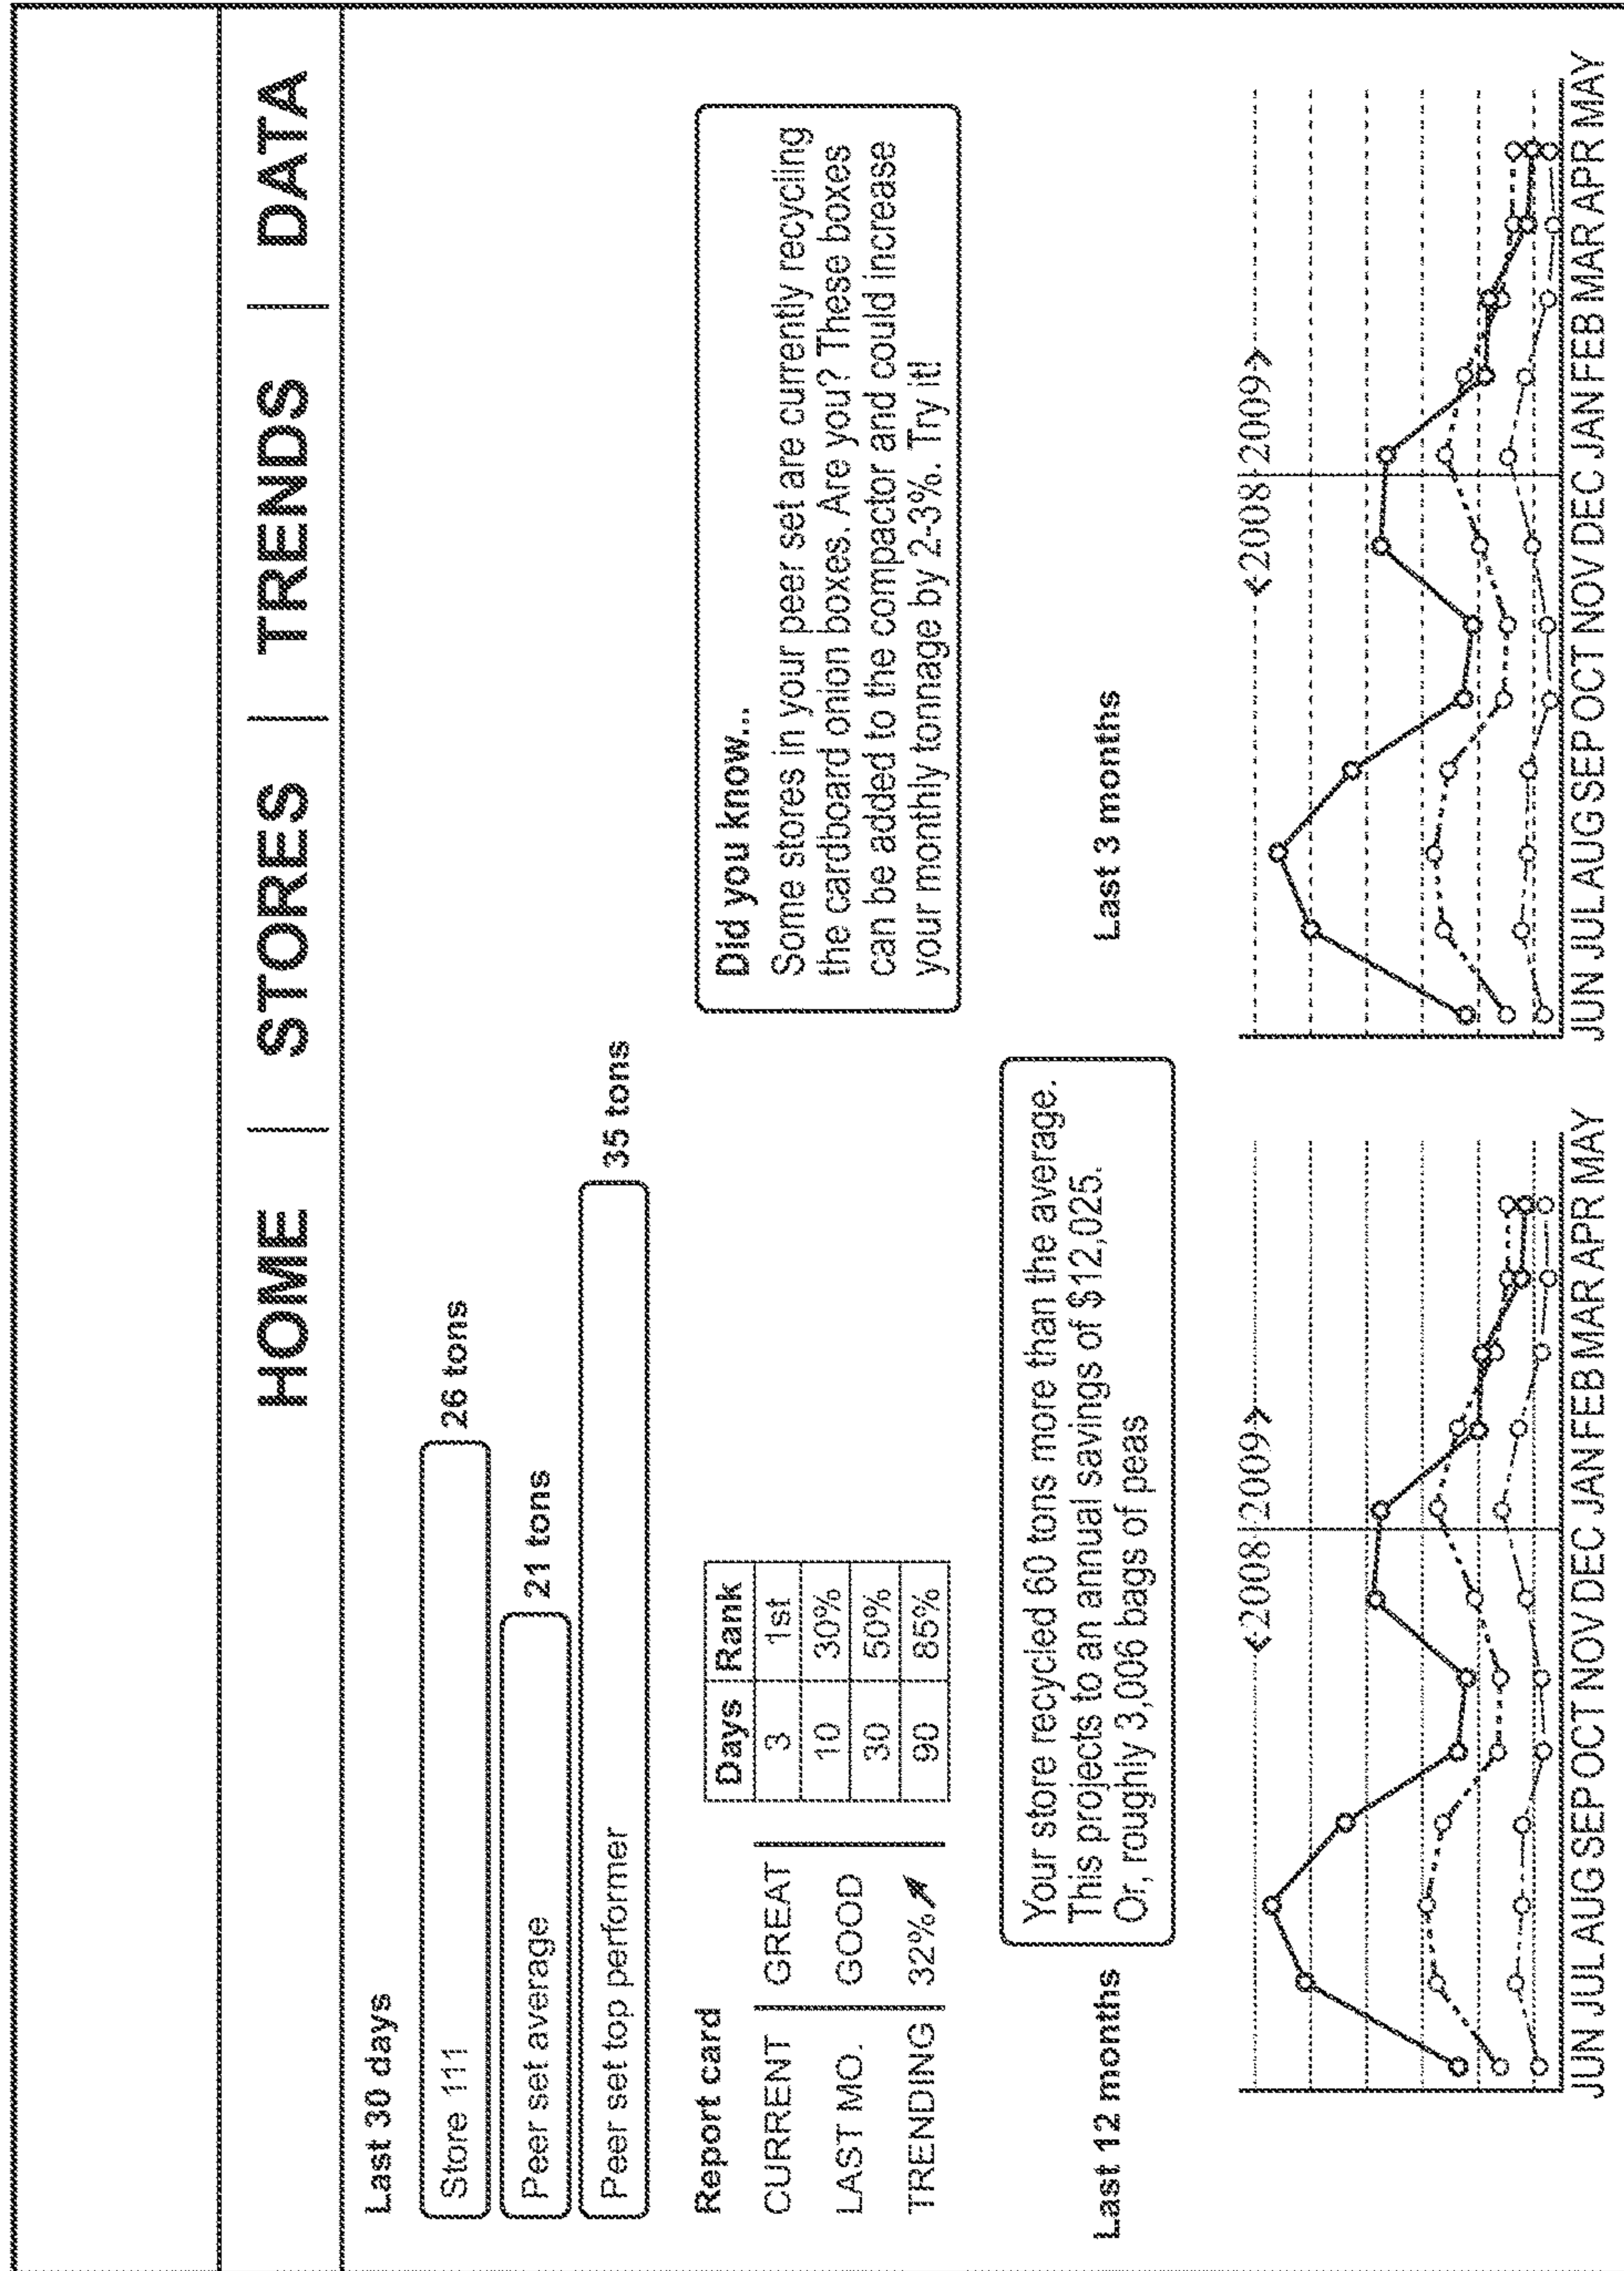 HOME | STORES | TRENDS | DATA
Last 30 days
Store 111
26 tons
Peer set average
21 tons
Peer set top performer
35 tons
Report card
CURRENT GREAT
LAST MO. GOOD
TRENDING 32%
Days Rank
3 1st
10 30%
30 50%
90 85%
Did you know...
Some stores in your peer set are currently recycling
the cardboard onion boxes. Are you? These boxes
can be added to the compactor and could increase
your monthly tonnage by 2-3%. Try it!
Your store recycled 60 tons more than the average.
This projects to an annual savings of $12,025.
Or, roughly 3,006 bags of peas
Last 12 months
2008 2009
JUN JUL AUG SEP OCT NOV DEC JAN FEB MAR APR MAY
Last 3 months
2008 2009
JUN JUL AUG SEP OCT NOV DEC JAN FEB MAR APR MAY